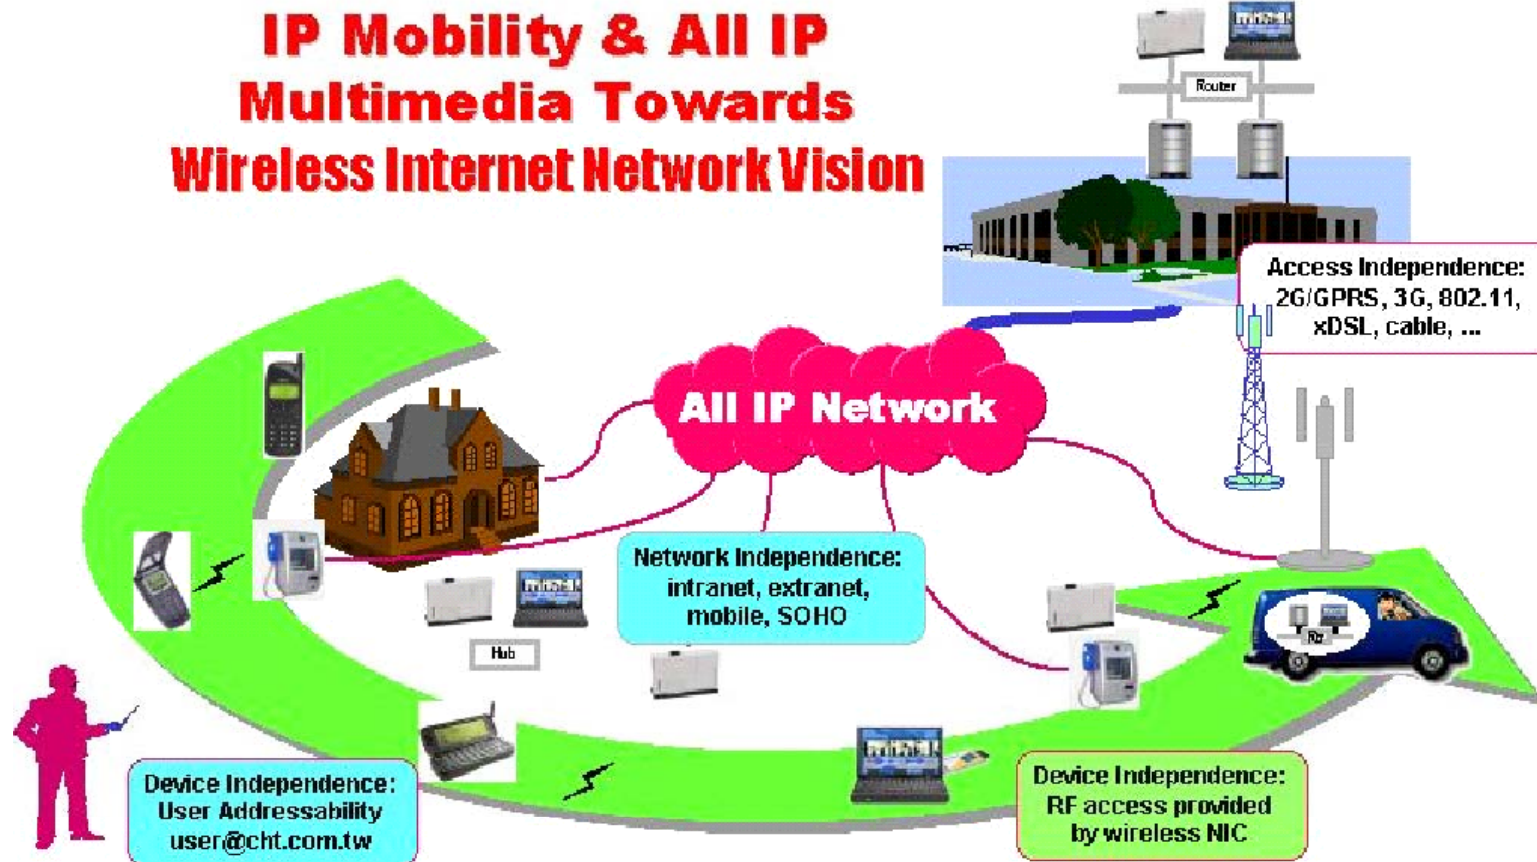 IP Mobility & All IP
Multimedia Towards
Wireless Internet Network Vision
Router
Access Independence:
2G/GPRS, 3G, 802.11,
xDSL, cable, ...
All IP Network
Network Independence:
intranet, extranet,
mobile, SOHO
Hub
Device Independence:
User Addressability
user@cht.com.tw
Device Independence:
RF access provided
by wireless NIC